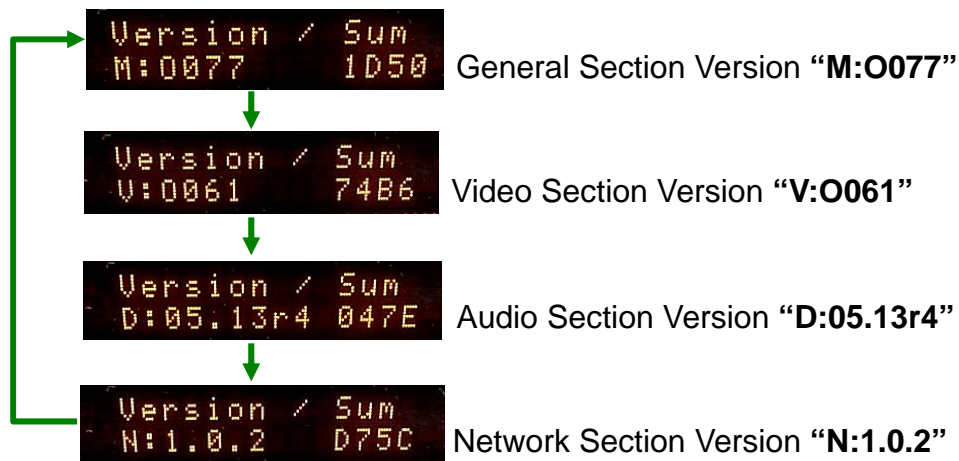 Version / Sum
M:O077 1D50
General Section Version “M:O077”
Version / Sum
V:O061 74B6
Video Section Version “V:O061”
Version / Sum
D:05.13r4 047E
Audio Section Version “D:05.13r4”
Version / Sum
N:1.0.2 D75C
Network Section Version “N:1.0.2”